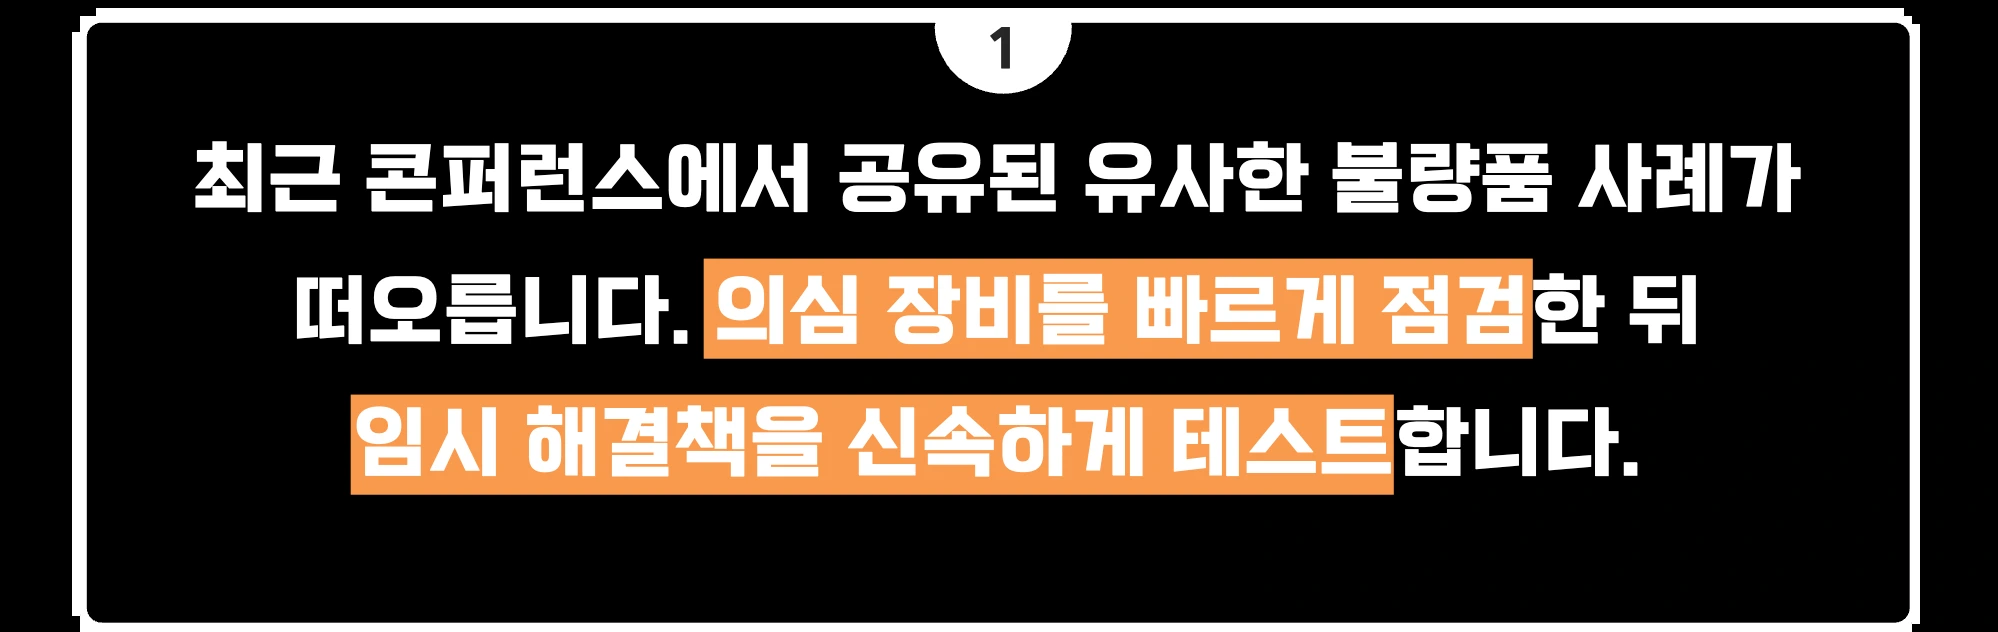 1
최근 콘퍼런스에서 공유된 유사한 불량품 사례가
떠오릅니다. 의심 장비를 빠르게 점검한 뒤
임시 해결책을 신속하게 테스트합니다.